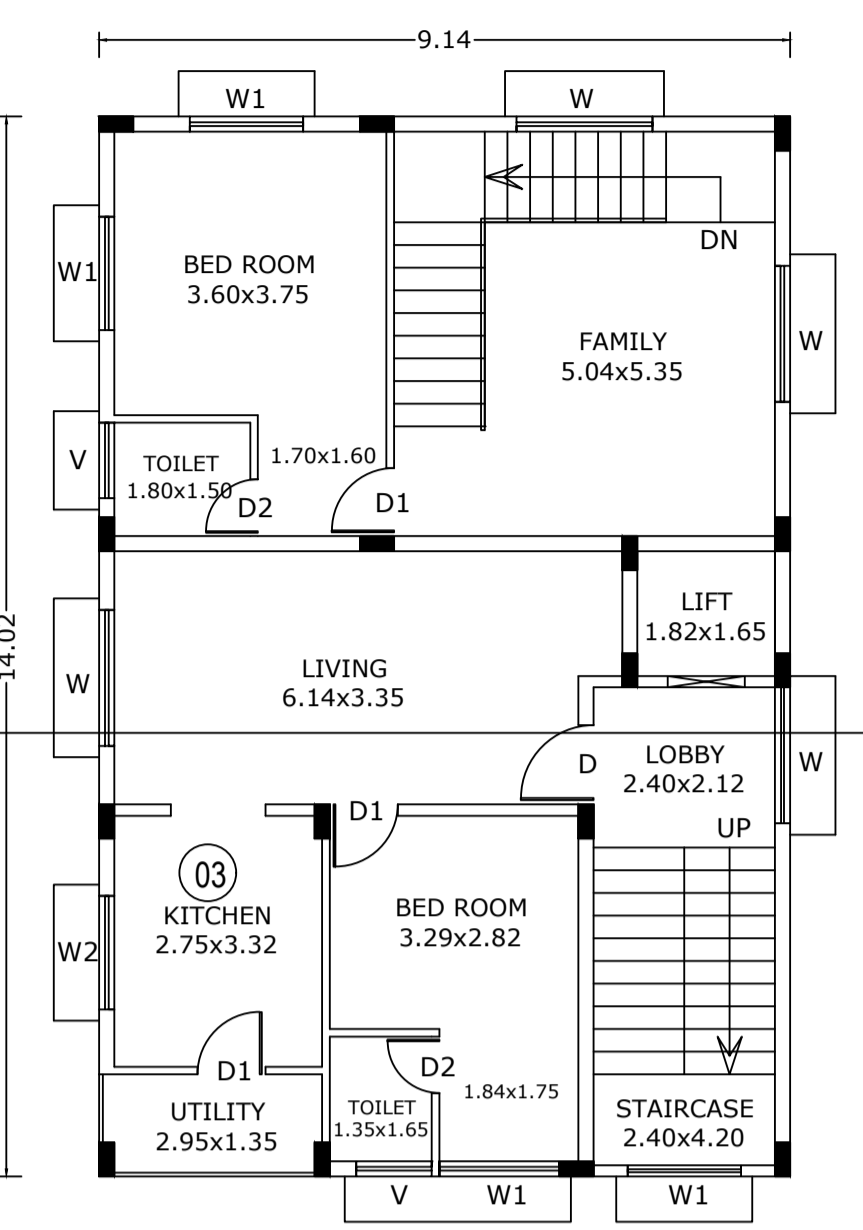 9.14
W1
W
W1
BED ROOM
3.60x3.75
DN
FAMILY
5.04x5.35
W
V
TOILET
1.80x1.50
1.70x1.60
D2
D1
14.02
W
LIVING
6.14x3.35
LIFT
1.82x1.65
D
LOBBY
2.40x2.12
W
UP
D1
03
KITCHEN
2.75x3.32
W2
BED ROOM
3.29x2.82
D1
D2
1.84x1.75
UTILITY
2.95x1.35
TOILET
1.35x1.65
STAIRCASE
2.40x4.20
V
W1
W1